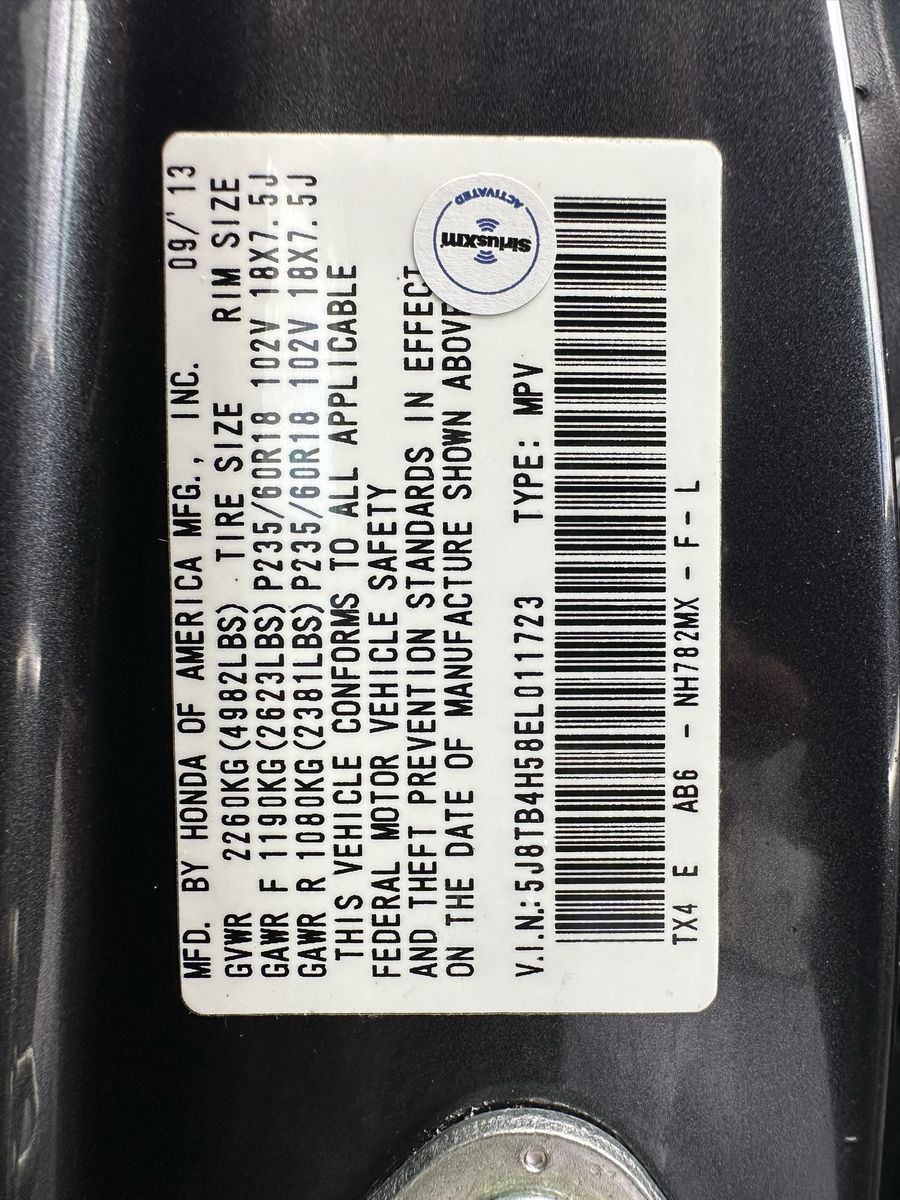 MFD. BY HONDA OF AMERICA MFG., INC. 09/'13
GVWR 2260KG(4982LBS) TIRE SIZE RIM SIZE
GAWR F 1190KG(2623LBS) P235/60R18 102V 18X7.5J
GAWR R 1080KG(2381LBS) P235/60R18 102V 18X7.5J
THIS VEHICLE CONFORMS TO ALL APPLICABLE
FEDERAL MOTOR VEHICLE SAFETY
AND THEFT PREVENTION STANDARDS IN EFFECT
ON THE DATE OF MANUFACTURE SHOWN ABOVE
V.I.N.:5J8TB4H58EL011723 TYPE: MPV
TX4 E AB6 - NH782MX - F-L
SiriusXM
ACTIVATED